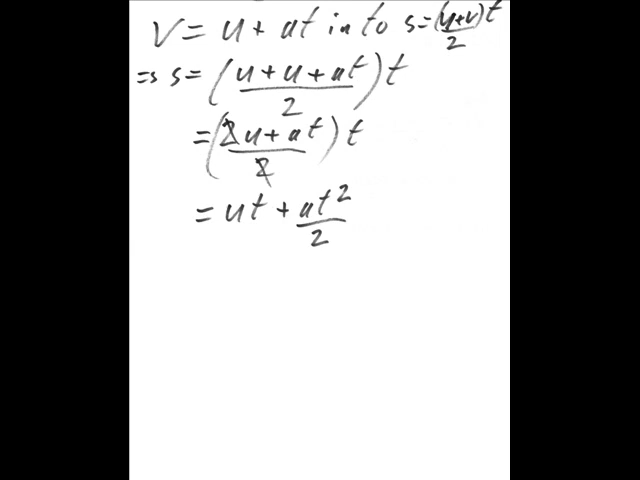 V = u + at into s = (u+v)t/2
⇒ s = (u + u + at / 2) t
= (2u + at / 2) t
= ut + at²/2